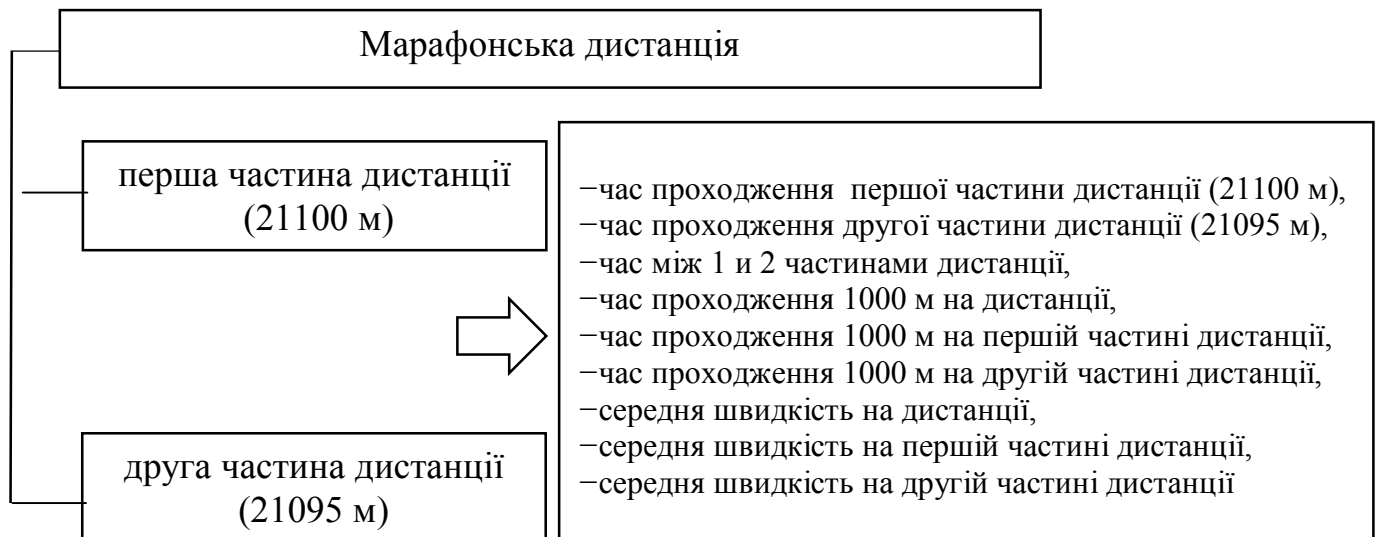 Марафонська дистанція
перша частина дистанції
(21100 м)
−час проходження першої частини дистанції (21100 м),
−час проходження другої частини дистанції (21095 м),
−час між 1 и 2 частинами дистанції,
−час проходження 1000 м на дистанції,
−час проходження 1000 м на першій частині дистанції,
−час проходження 1000 м на другій частині дистанції,
−середня швидкість на дистанції,
−середня швидкість на першій частині дистанції,
−середня швидкість на другій частині дистанції
друга частина дистанції
(21095 м)